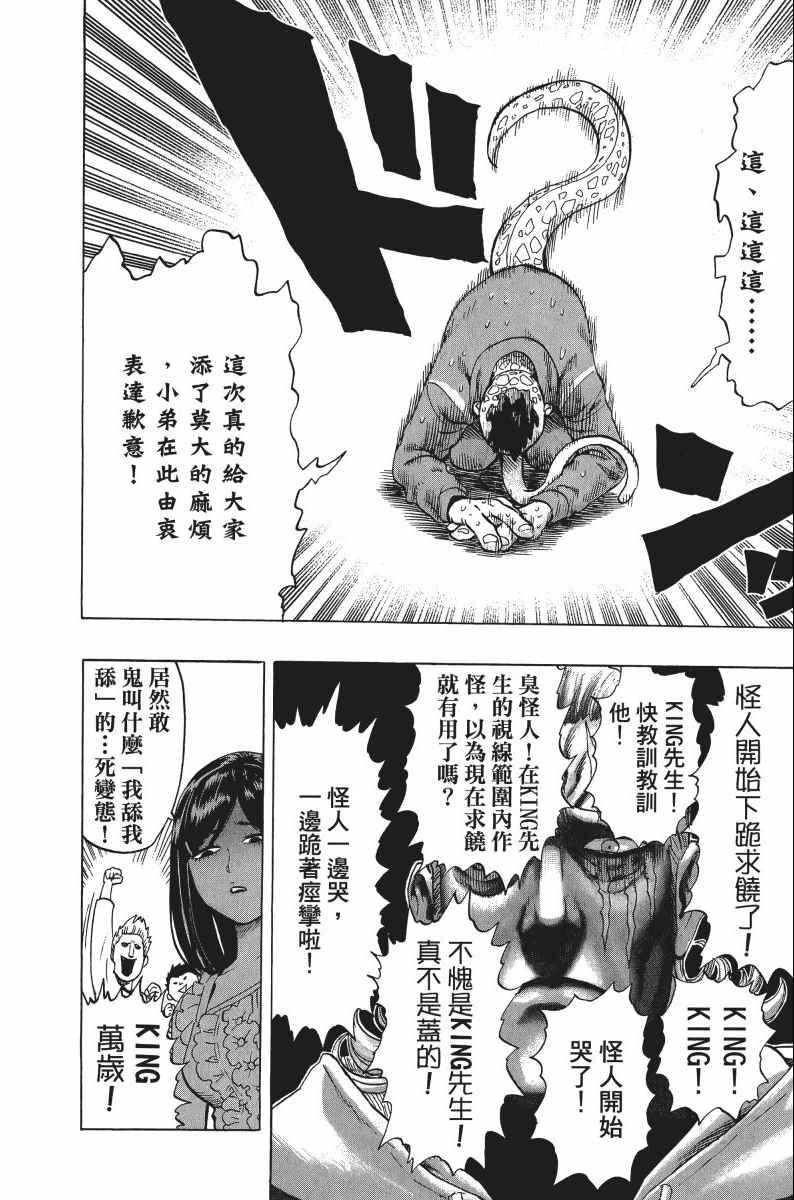 這、這這這……
這次真的給大家
添了莫大的麻煩
，小弟在此由衷
表達歉意！
ドォン
怪人開始下跪求饒了！
KING先生！
快教訓教訓
他！
臭怪人！在KING先
生的視線範圍內作
怪，以為現在求饒
就有用了嗎？
KING！
KING！
怪人開始
哭了！
不愧是KING先生！
真不是蓋的！
怪人一邊哭，
一邊跪著痙攣啦！
居然敢
鬼叫什麼「我舔我
舔」的…死變態！
KING
萬歲！